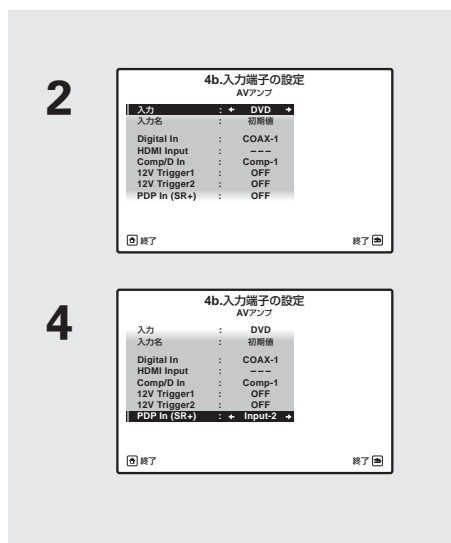 2
4b.入力端子の設定
AVアンプ
入力 : ← DVD →
入力名 : 初期値
Digital In : COAX-1
HDMI Input : ---
Comp/D In : Comp-1
12V Trigger1 : OFF
12V Trigger2 : OFF
PDP In (SR+) : OFF
終了 終了
4
4b.入力端子の設定
AVアンプ
入力 : DVD
入力名 : 初期値
Digital In : COAX-1
HDMI Input : ---
Comp/D In : Comp-1
12V Trigger1 : OFF
12V Trigger2 : OFF
PDP In (SR+) : ← Input-2 →
終了 終了